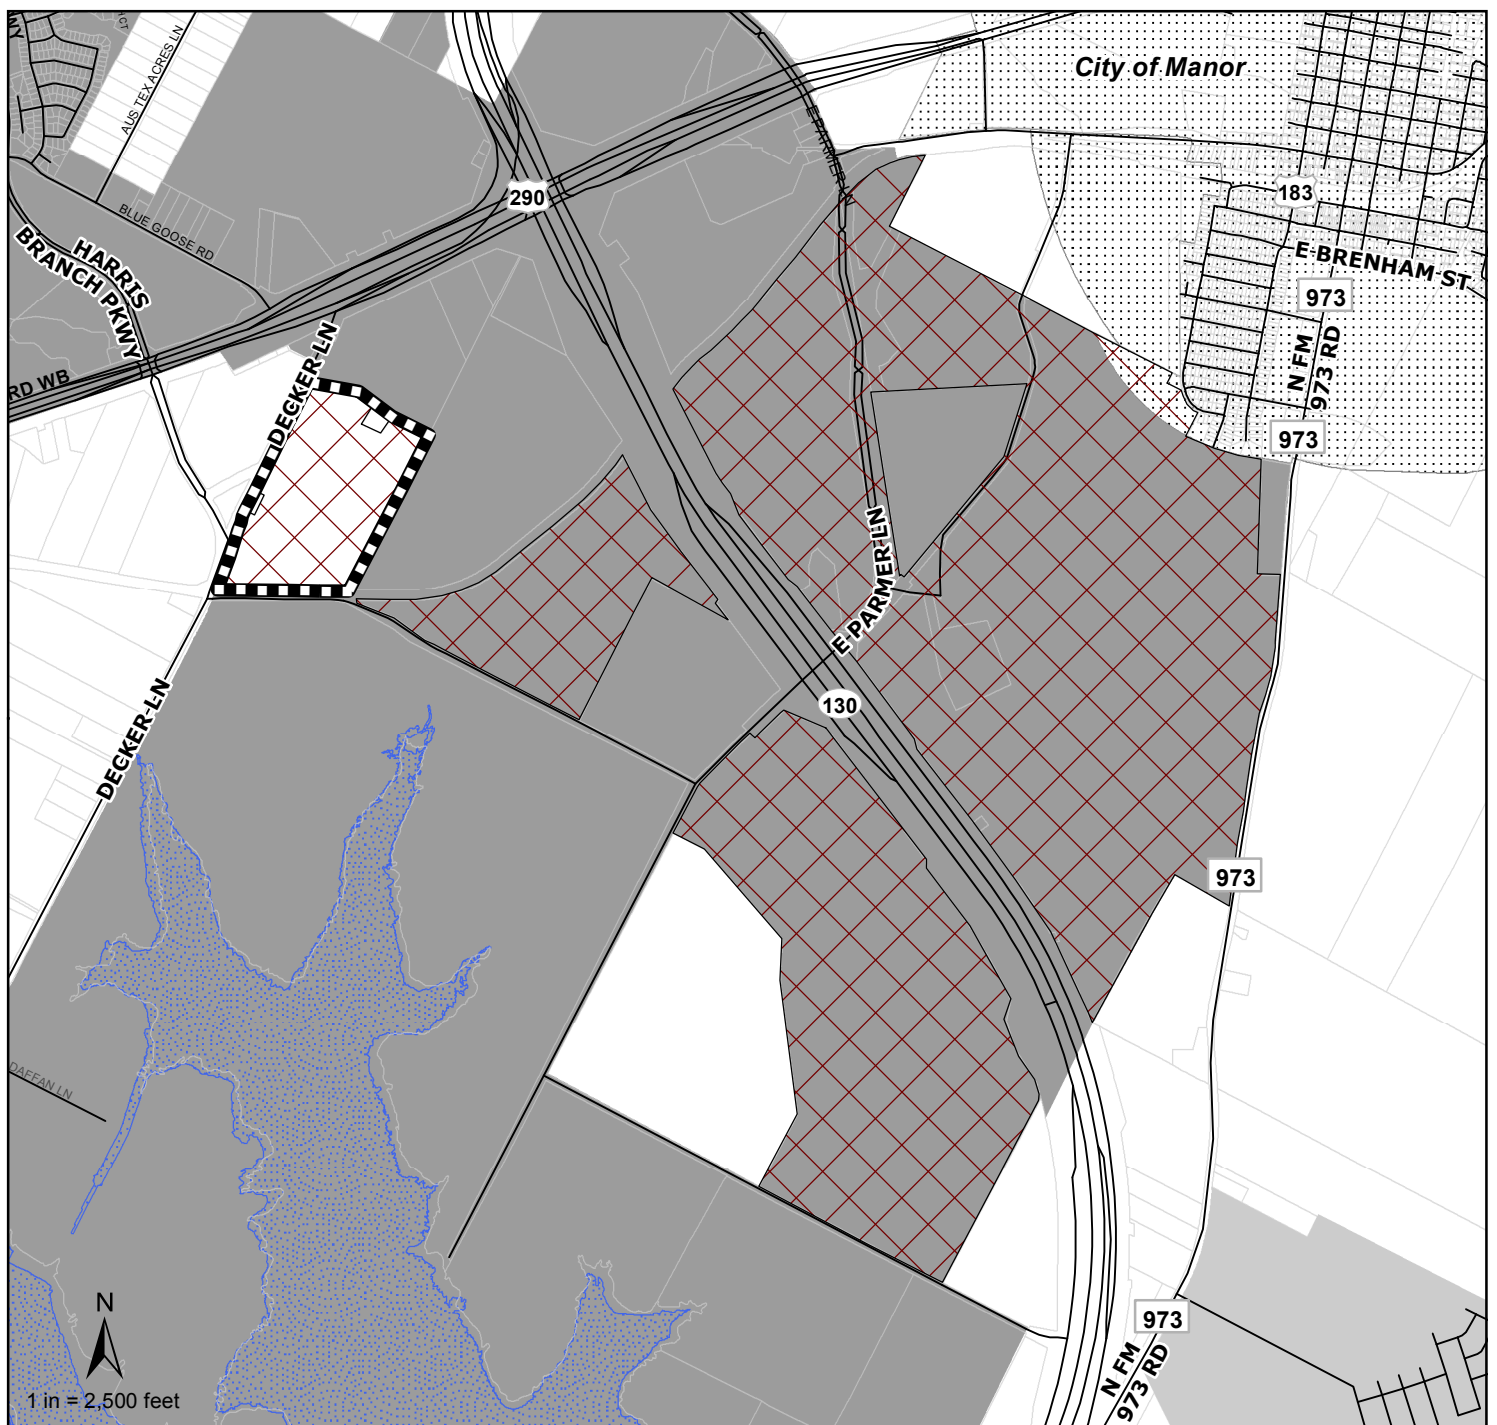 WY
HCT
AUS TEX ACRES LN
City of Manor
E PARMER LN
290
183
BLUE GOOSE RD
HARRIS
BRANCH PKWY
E BRENHAM ST
973
N FM
973 RD
DECKER LN
RD WB
973
E PARMER LN
130
DECKER LN
973
DAFFAN LN
N
1 in = 2,500 feet
973
N FM
973 RD